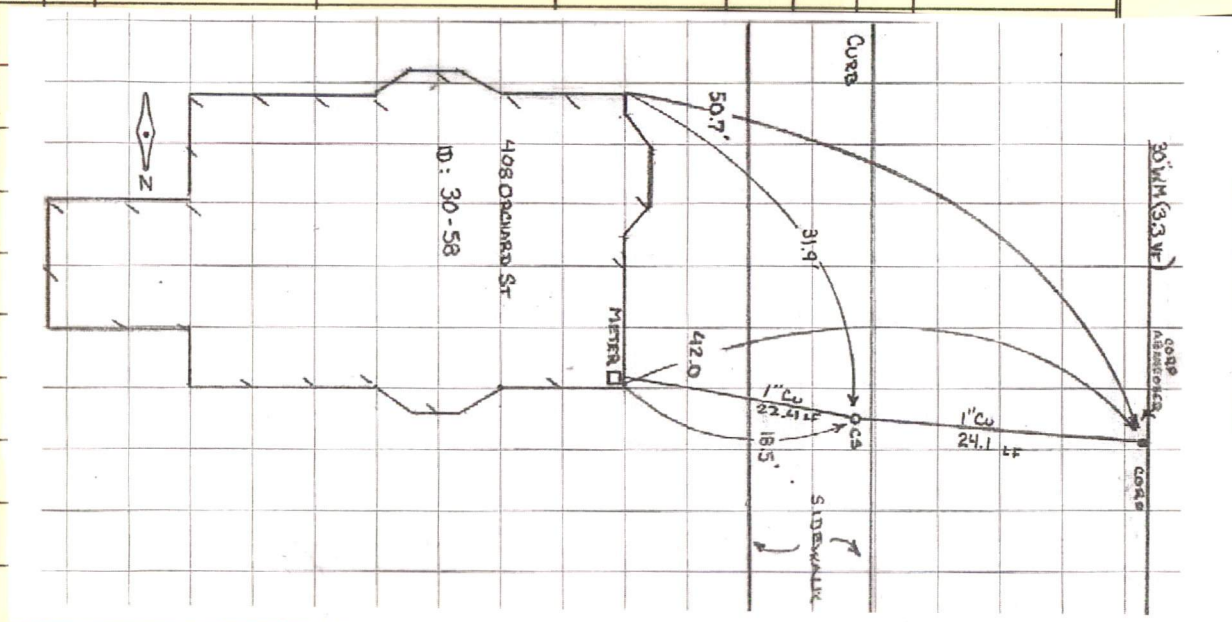 CURB
50.7'
30" WM (3.3 VF)
N
408 ORCHARD ST
ID: 30-58
31.9'
METER
42.0
1" CU
22.4 LF
CS
18.5'
1" CU
24.1 LF
CORP
CORP
SIDEWALK